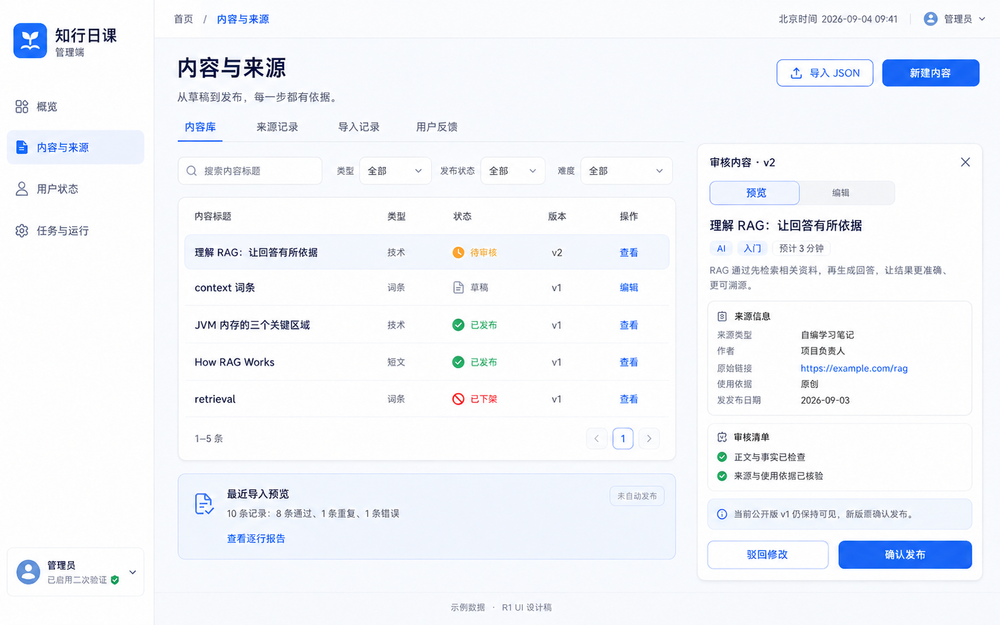 知行日课
管理端
概览
内容与来源
用户状态
任务与运行
管理员
已启用二次验证
首页 / 内容与来源
北京时间 2026-09-04 09:41
管理员
内容与来源
从草稿到发布，每一步都有依据。
导入 JSON
新建内容
内容库 来源记录 导入记录 用户反馈
搜索内容标题 类型 全部 发布状态 全部 难度 全部
内容标题 类型 状态 版本 操作
理解 RAG：让回答有所依据 技术 待审核 v2 查看
context 词条 词条 草稿 v1 编辑
JVM 内存的三个关键区域 技术 已发布 v1 查看
How RAG Works 短文 已发布 v1 查看
retrieval 词条 已下架 v1 查看
1–5 条 1
最近导入预览
未自动发布
10 条记录：8 条通过、1 条重复、1 条错误
查看逐行报告
审核内容 · v2
预览 编辑
理解 RAG：让回答有所依据
AI 入门 预计 3 分钟
RAG 通过先检索相关资料，再生成回答，让结果更准确、
更可溯源。
来源信息
来源类型 自编学习笔记
作者 项目负责人
原始链接 https://example.com/rag
使用依据 原创
发发布日期 2026-09-03
审核清单
正文与事实已检查
来源与使用依据已核验
当前公开版 v1 仍保持可见，新版需确认发布。
驳回修改 确认发布
示例数据 · R1 UI 设计稿